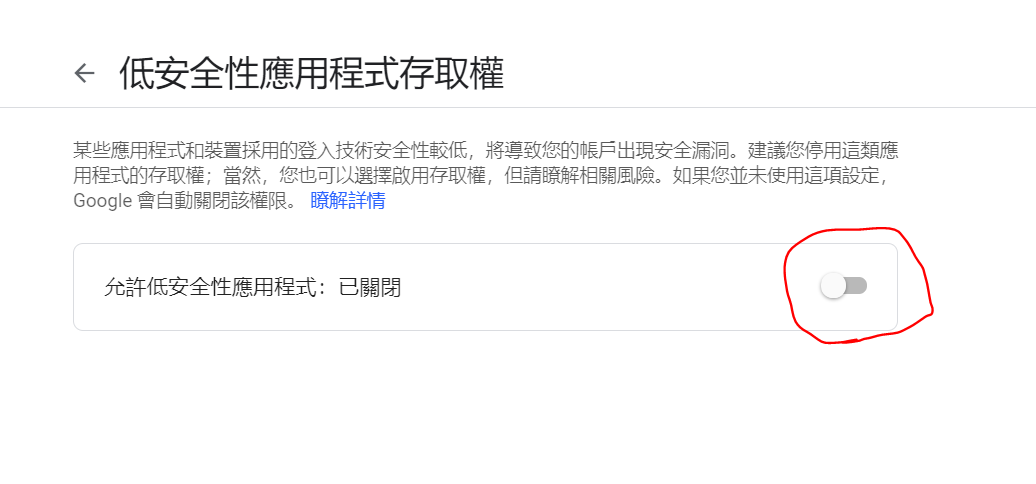 低安全性應用程式存取權
某些應用程式和裝置採用的登入技術安全性較低，將導致您的帳戶出現安全漏洞。建議您停用這類應
用程式的存取權；當然，您也可以選擇啟用存取權，但請瞭解相關風險。如果您並未使用這項設定，
Google 會自動關閉該權限。 瞭解詳情
允許低安全性應用程式：已關閉